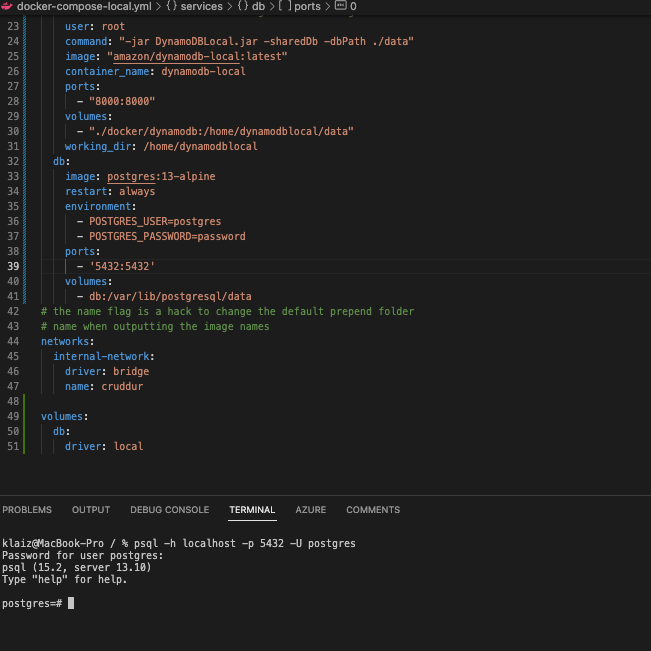 docker-compose-local.yml > {} services > {} db > [ ] ports > 0
23 user: root
24 command: "-jar DynamoDBLocal.jar -sharedDb -dbPath ./data"
25 image: "amazon/dynamodb-local:latest"
26 container_name: dynamodb-local
27 ports:
28 - "8000:8000"
29 volumes:
30 - "./docker/dynamodb:/home/dynamodblocal/data"
31 working_dir: /home/dynamodblocal
32 db:
33 image: postgres:13-alpine
34 restart: always
35 environment:
36 - POSTGRES_USER=postgres
37 - POSTGRES_PASSWORD=password
38 ports:
39 - '5432:5432'
40 volumes:
41 - db:/var/lib/postgresql/data
42 # the name flag is a hack to change the default prepend folder
43 # name when outputting the image names
44 networks:
45 internal-network:
46 driver: bridge
47 name: cruddur
48
49 volumes:
50 db:
51 driver: local
PROBLEMS OUTPUT DEBUG CONSOLE TERMINAL AZURE COMMENTS
klaiz@MacBook-Pro / % psql -h localhost -p 5432 -U postgres
Password for user postgres:
psql (15.2, server 13.10)
Type "help" for help.
postgres=#